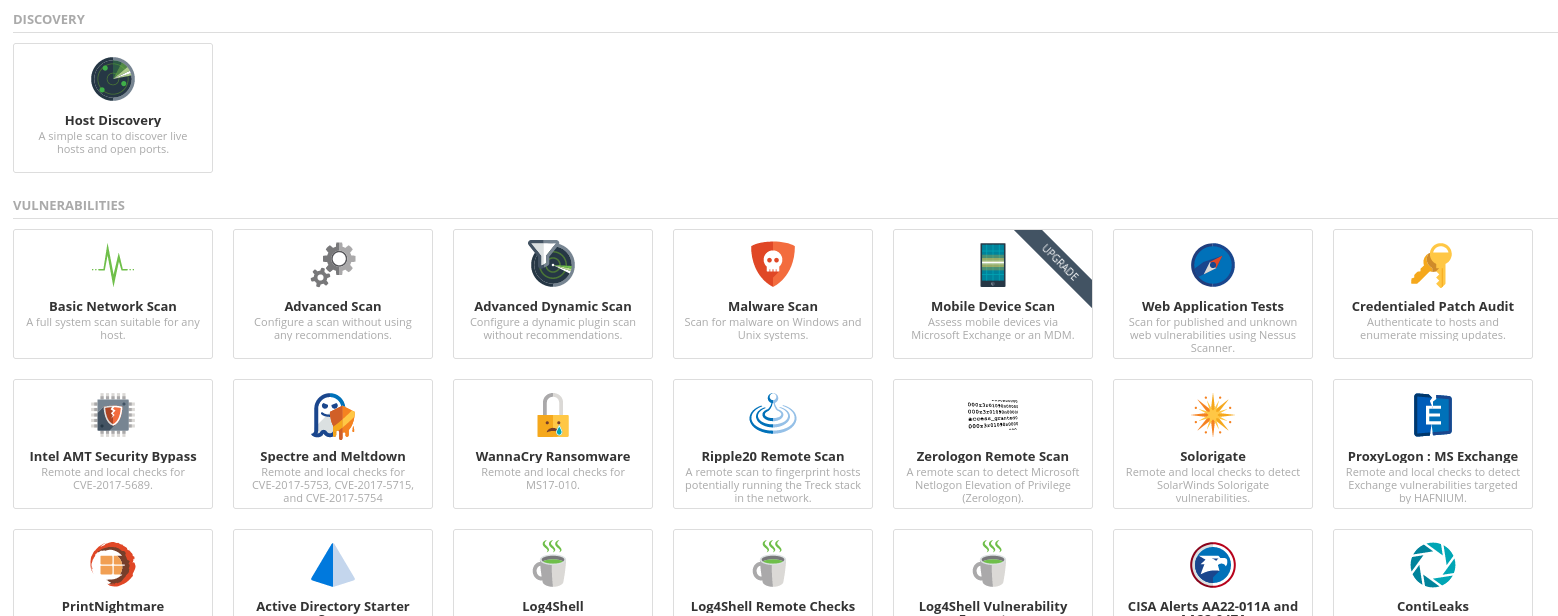 DISCOVERY
Host Discovery
A simple scan to discover live
hosts and open ports.
VULNERABILITIES
Basic Network Scan
A full system scan suitable for any
host.
Advanced Scan
Configure a scan without using
any recommendations.
Advanced Dynamic Scan
Configure a dynamic plugin scan
without recommendations.
Malware Scan
Scan for malware on Windows and
Unix systems.
UPGRADE
Mobile Device Scan
Assess mobile devices via
Microsoft Exchange or an MDM.
Web Application Tests
Scan for published and unknown
web vulnerabilities using Nessus
Scanner.
Credentialed Patch Audit
Authenticate to hosts and
enumerate missing updates.
Intel AMT Security Bypass
Remote and local checks for
CVE-2017-5689.
Spectre and Meltdown
Remote and local checks for
CVE-2017-5753, CVE-2017-5715,
and CVE-2017-5754
WannaCry Ransomware
Remote and local checks for
MS17-010.
Ripple20 Remote Scan
A remote scan to fingerprint hosts
potentially running the Treck stack
in the network.
Zerologon Remote Scan
A remote scan to detect Microsoft
Netlogon Elevation of Privilege
(Zerologon).
Solorigate
Remote and local checks to detect
SolarWinds Solorigate
vulnerabilities.
E
ProxyLogon : MS Exchange
Remote and local checks to detect
Exchange vulnerabilities targeted
by HAFNIUM.
PrintNightmare
Active Directory Starter
Log4Shell
Log4Shell Remote Checks
Log4Shell Vulnerability
CISA Alerts AA22-011A and
ContiLeaks